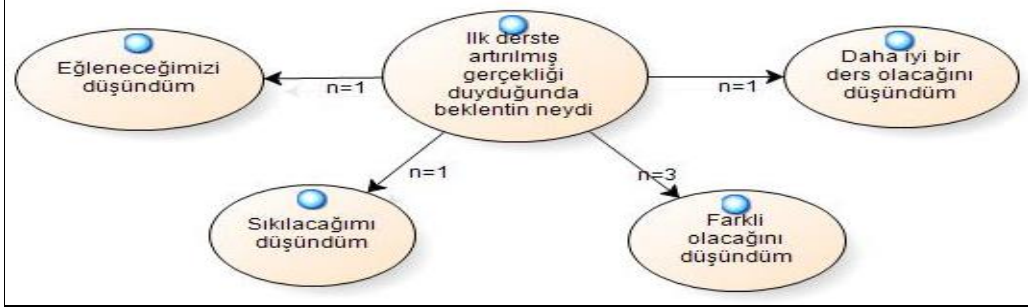 Ilk derste
artırılmış
gerçekliği
duyduğunda
beklentin neydi
Eğleneceğimizi
düşündüm
n=1
Daha iyi bir
ders olacağını
düşündüm
n=1
n=1
n=3
Sıkılacağımı
düşündüm
Farkli
olacağını
düşündüm